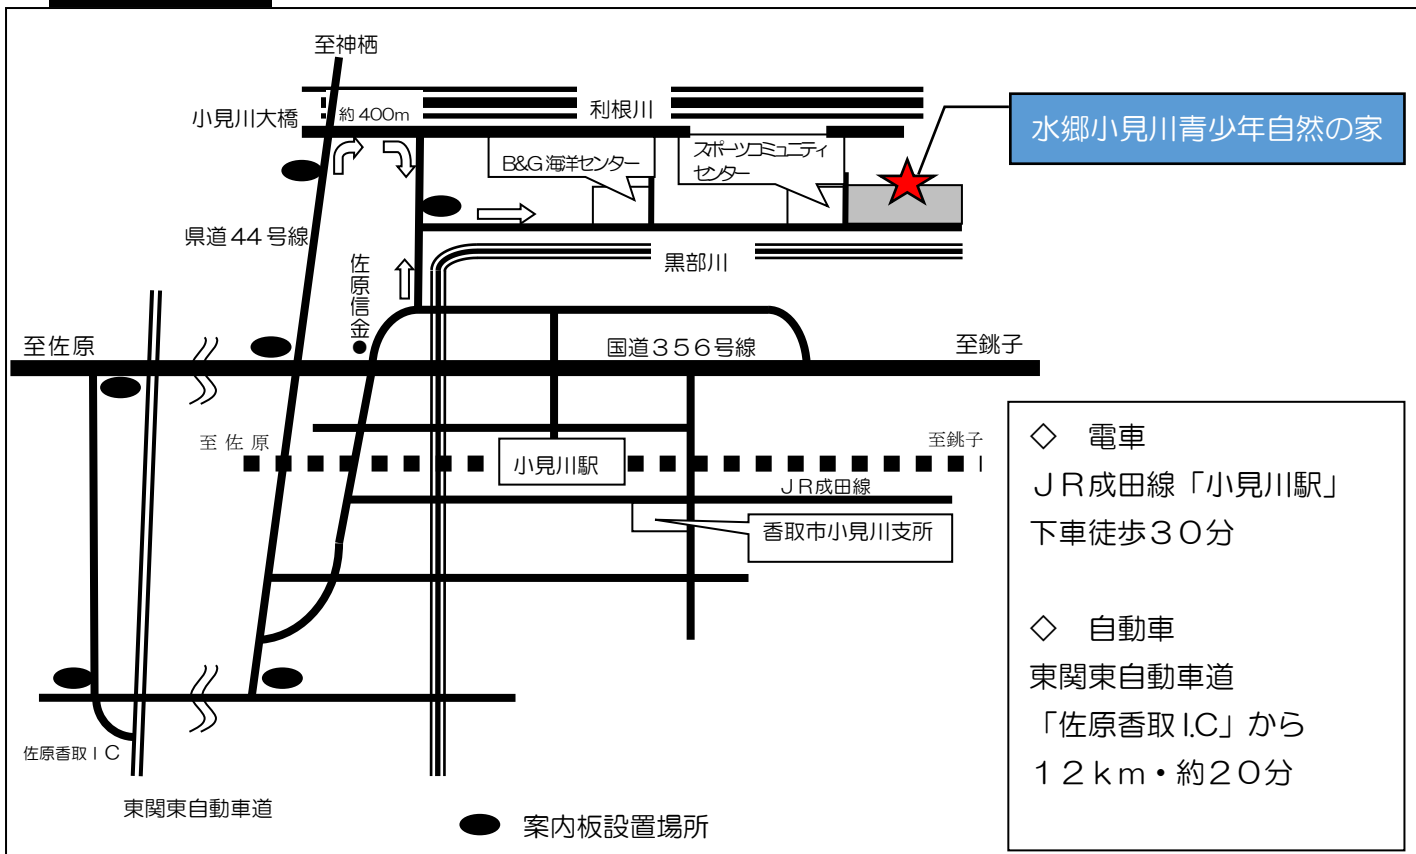 至神栖
小見川大橋
約400m
利根川
水郷小見川青少年自然の家
B&G海洋センター
スポーツコミュニティ
センター
県道44号線
黒部川
佐原信金
至佐原
国道356号線
至銚子
至佐原
小見川駅
至銚子
JR成田線
香取市小見川支所
佐原香取IC
東関東自動車道
案内板設置場所
◇ 電車
JR成田線「小見川駅」
下車徒歩30分
◇ 自動車
東関東自動車道
「佐原香取I.C」から
12km・約20分